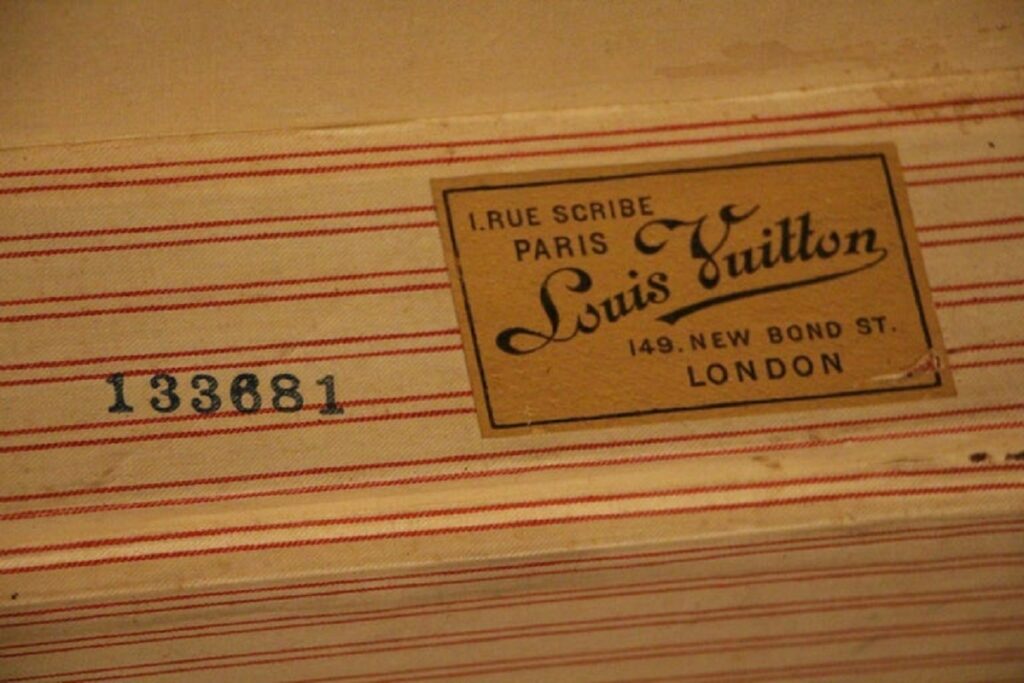 1. RUE SCRIBE
PARIS
Louis Vuitton
149. NEW BOND ST.
LONDON
133681